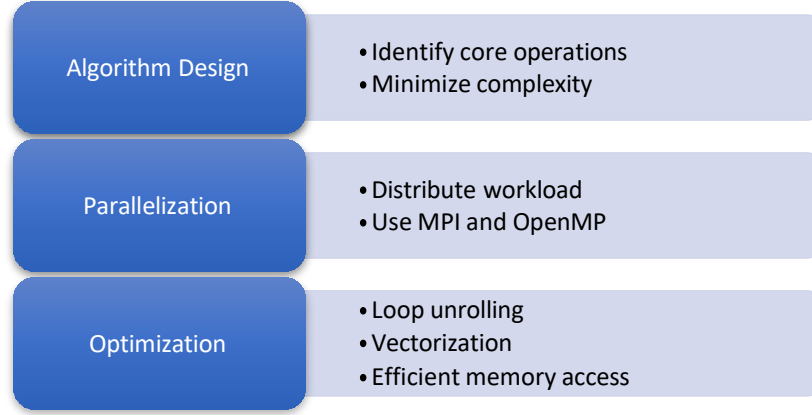 Algorithm Design
• Identify core operations
• Minimize complexity
Parallelization
• Distribute workload
• Use MPI and OpenMP
Optimization
• Loop unrolling
• Vectorization
• Efficient memory access